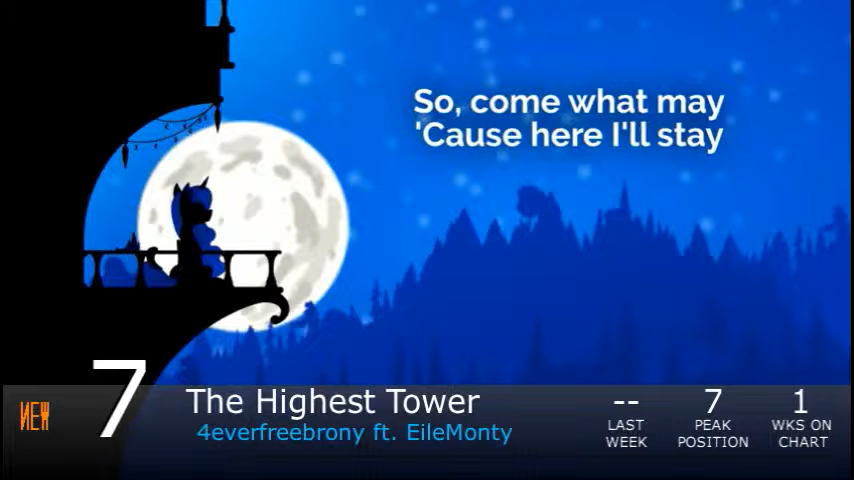 So, come what may
'Cause here I'll stay
NEW
7
The Highest Tower
4everfreebrony ft. EileMonty
--
LAST
WEEK
7
PEAK
POSITION
1
WKS ON
CHART